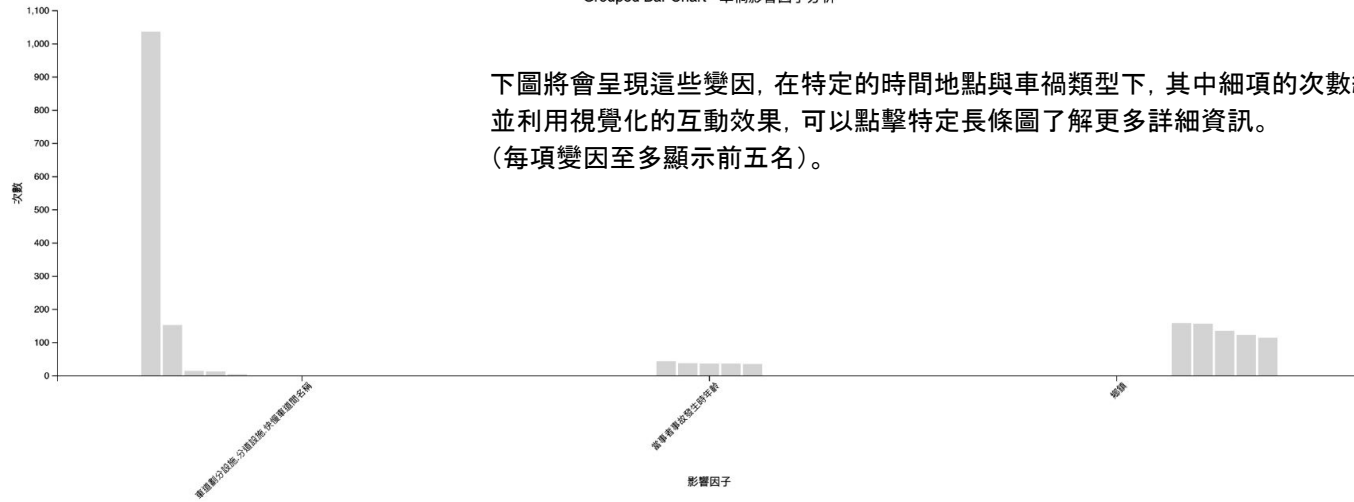 1,100
1,000
900
800
700
600
500
400
300
200
100
0
次數
下圖將會呈現這些變因, 在特定的時間地點與車禍類型下, 其中細項的次數
並利用視覺化的互動效果, 可以點擊特定長條圖了解更多詳細資訊。
(每項變因至多顯示前五名)。
車道劃分設施-分道設施-快慢車道間名稱
當事者事故發生時年齡
鄉鎮
影響因子